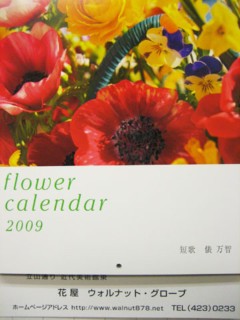 flower
calendar
2009
短歌 俵 万智
花 屋 ウォルナット・グローブ
ホームページアドレス http://www.walnut878.net TEL(423)0233